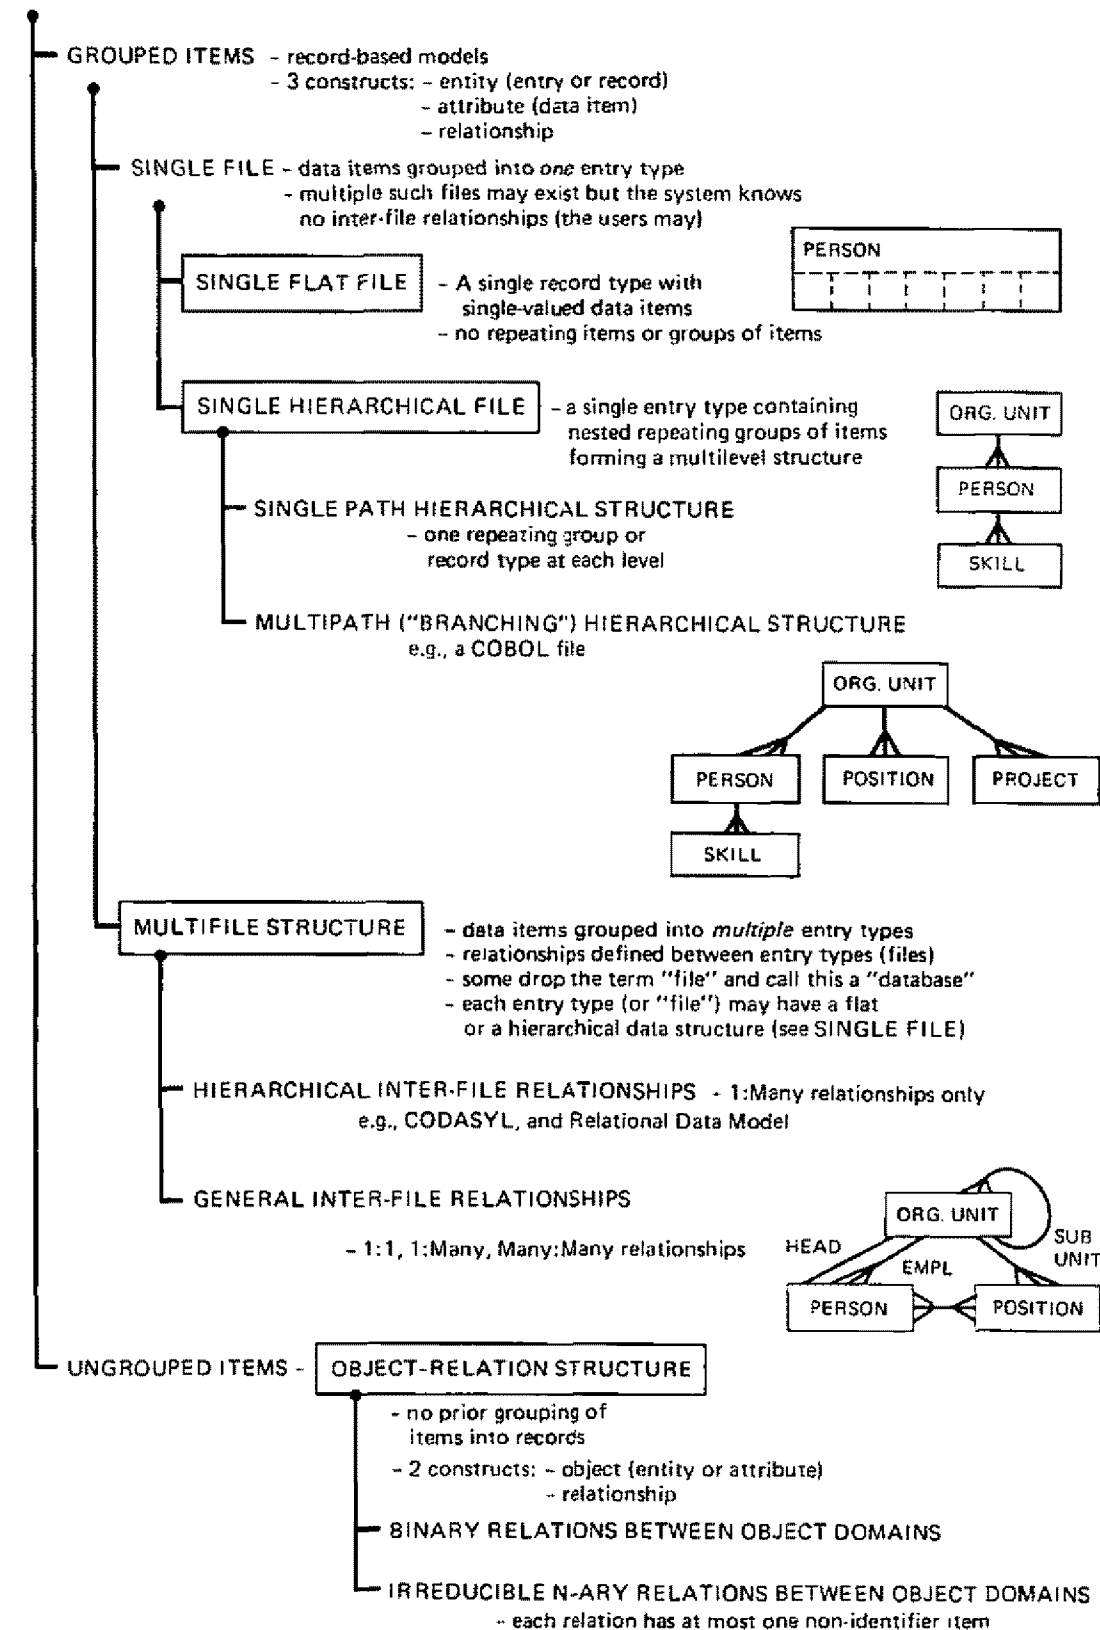 GROUPED ITEMS - record-based models
- 3 constructs: - entity (entry or record)
- attribute (data item)
- relationship
SINGLE FILE - data items grouped into one entry type
- multiple such files may exist but the system knows
no inter-file relationships (the users may)
PERSON
SINGLE FLAT FILE - A single record type with
single-valued data items
- no repeating items or groups of items
SINGLE HIERARCHICAL FILE - a single entry type containing
nested repeating groups of items
forming a multilevel structure
ORG. UNIT
PERSON
SKILL
SINGLE PATH HIERARCHICAL STRUCTURE
- one repeating group or
record type at each level
MULTIPATH ("BRANCHING") HIERARCHICAL STRUCTURE
e.g., a COBOL file
ORG. UNIT
PERSON POSITION PROJECT
SKILL
MULTIFILE STRUCTURE - data items grouped into multiple entry types
- relationships defined between entry types (files)
- some drop the term "file" and call this a "database"
- each entry type (or "file") may have a flat
or a hierarchical data structure (see SINGLE FILE)
HIERARCHICAL INTER-FILE RELATIONSHIPS - 1:Many relationships only
e.g., CODASYL, and Relational Data Model
GENERAL INTER-FILE RELATIONSHIPS
- 1:1, 1:Many, Many:Many relationships
ORG. UNIT
HEAD
EMPL
SUB
UNIT
PERSON POSITION
UNGROUPED ITEMS - OBJECT-RELATION STRUCTURE
- no prior grouping of
items into records
- 2 constructs: - object (entity or attribute)
- relationship
BINARY RELATIONS BETWEEN OBJECT DOMAINS
IRREDUCIBLE N-ARY RELATIONS BETWEEN OBJECT DOMAINS
- each relation has at most one non-identifier item